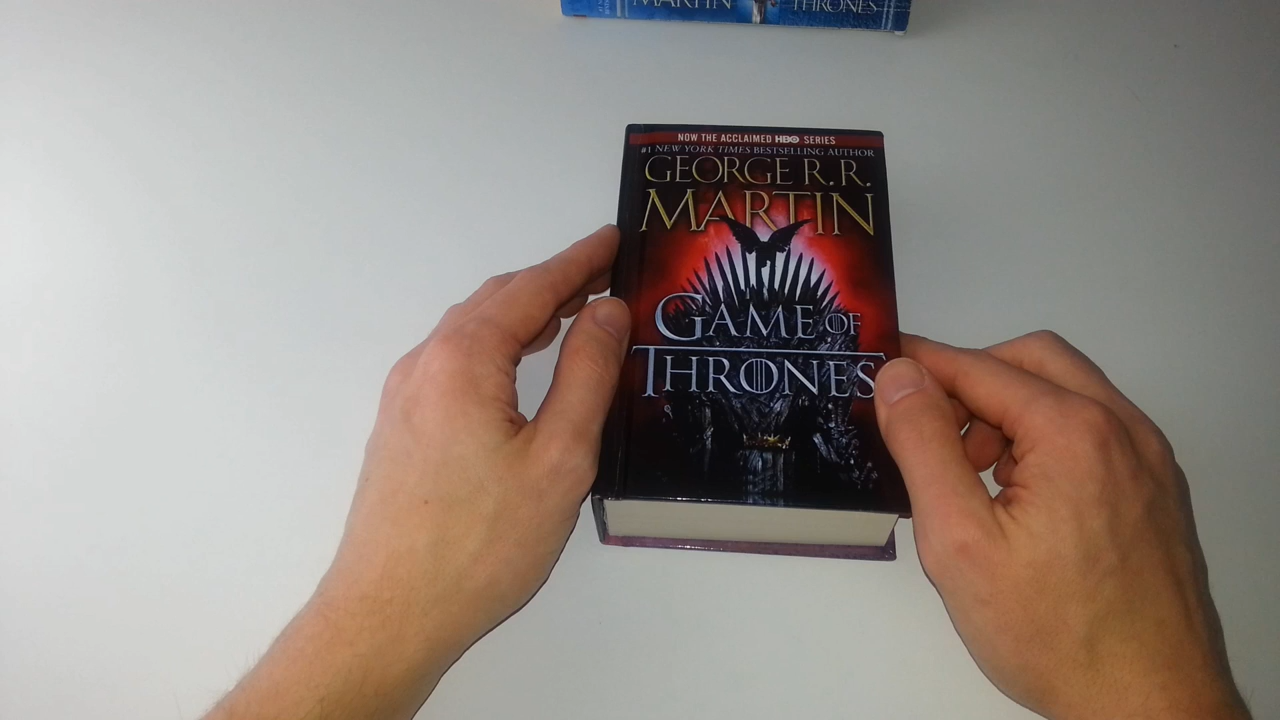 MARTIN THRONES
NOW THE ACCLAIMED HBO SERIES
#1 NEW YORK TIMES BESTSELLING AUTHOR
GEORGE R.R.
MARTIN
GAME OF
THRONES